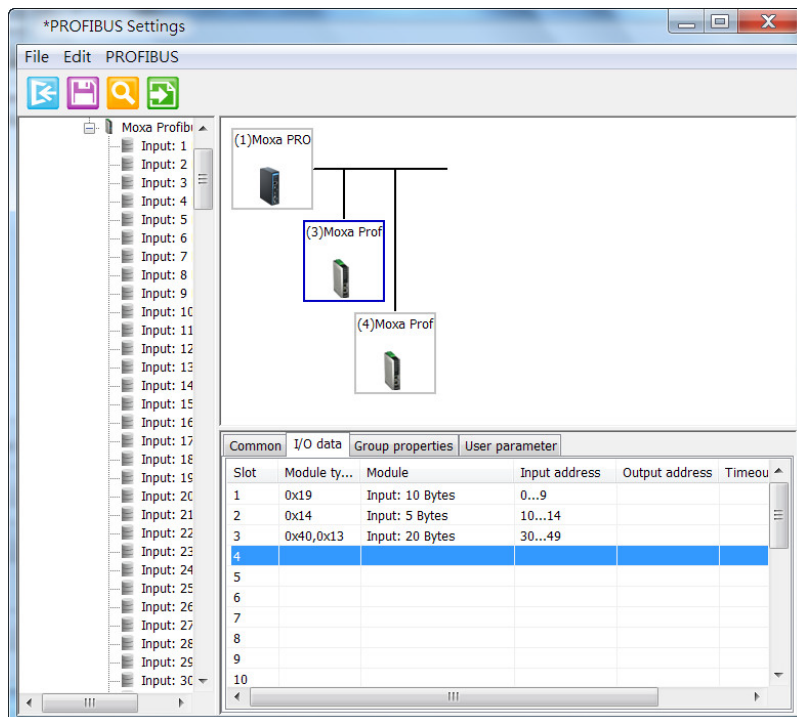 *PROFIBUS Settings
File Edit PROFIBUS
Moxa Profibu
Input: 1
Input: 2
Input: 3
Input: 4
Input: 5
Input: 6
Input: 7
Input: 8
Input: 9
Input: 10
Input: 11
Input: 12
Input: 13
Input: 14
Input: 15
Input: 16
Input: 17
Input: 18
Input: 19
Input: 20
Input: 21
Input: 22
Input: 23
Input: 24
Input: 25
Input: 26
Input: 27
Input: 28
Input: 29
Input: 30
(1)Moxa PRO
(3)Moxa Prof
(4)Moxa Prof
Common I/O data Group properties User parameter
Slot Module ty... Module Input address Output address Timeou
1 0x19 Input: 10 Bytes 0...9
2 0x14 Input: 5 Bytes 10...14
3 0x40,0x13 Input: 20 Bytes 30...49
4
5
6
7
8
9
10